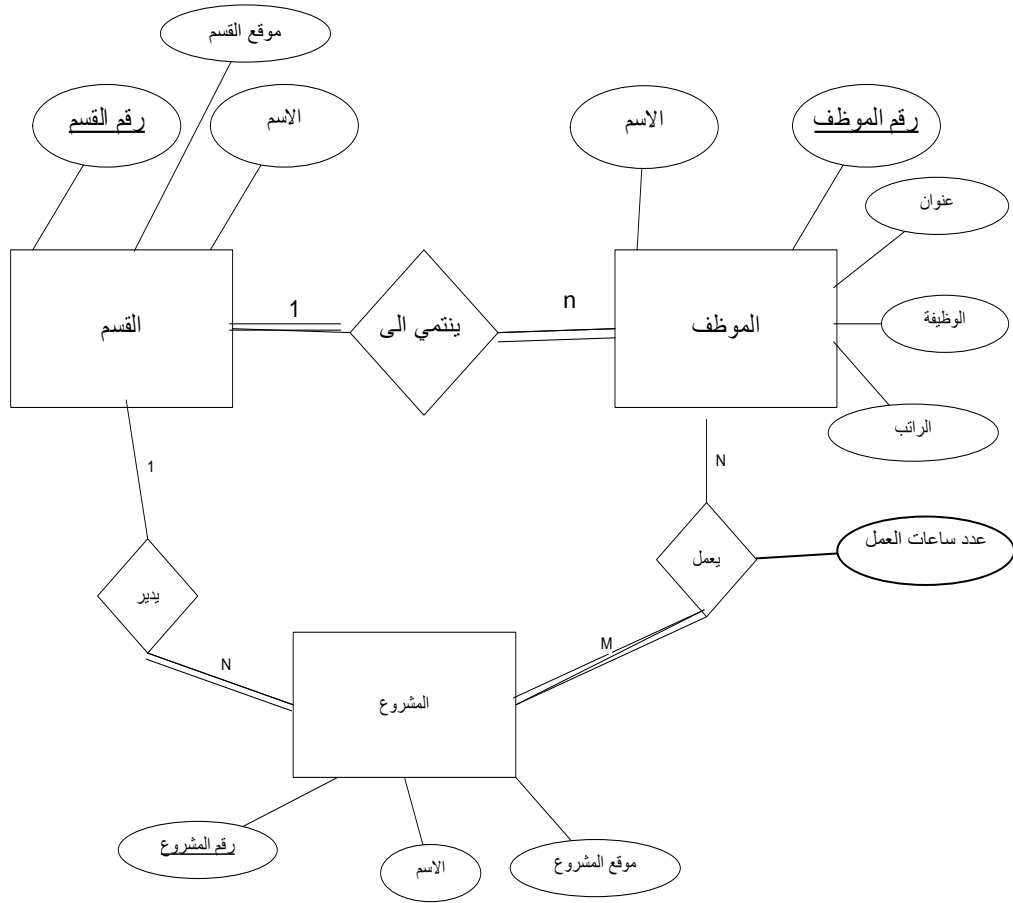 موقع القسم
رقم القسم
الاسم
الاسم
رقم الموظف
عنوان
القسم
1
ينتمي الى
n
الموظف
الوظيفة
الراتب
1
N
يدير
يعمل
عدد ساعات العمل
N
M
المشروع
رقم المشروع
الاسم
موقع المشروع